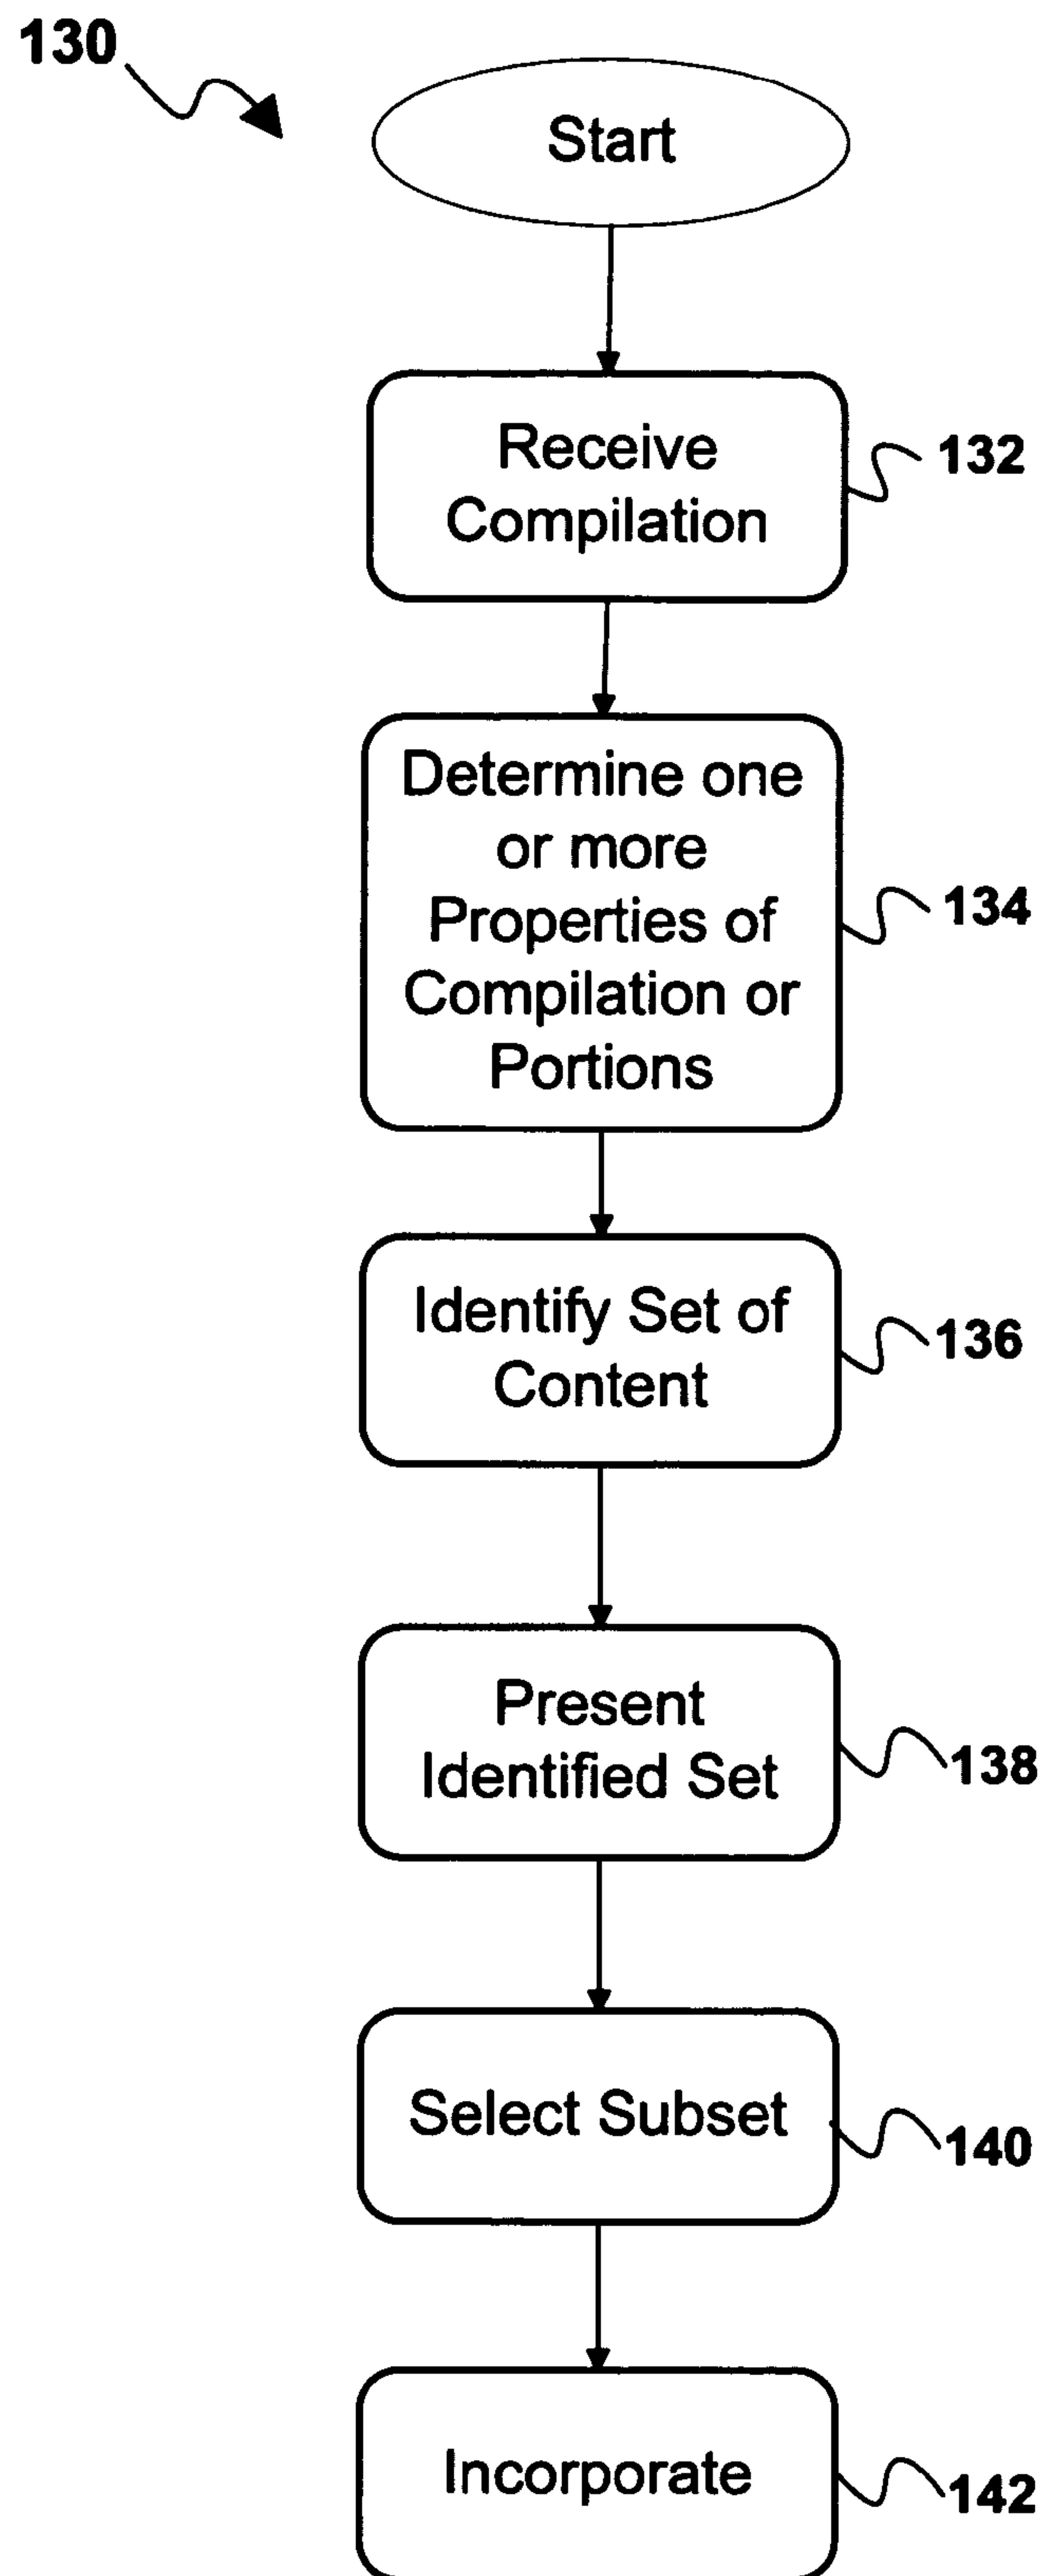 130
Start
Receive
Compilation
132
Determine one
or more
Properties of
Compilation or
Portions
134
Identify Set of
Content
136
Present
Identified Set
138
Select Subset
140
Incorporate
142